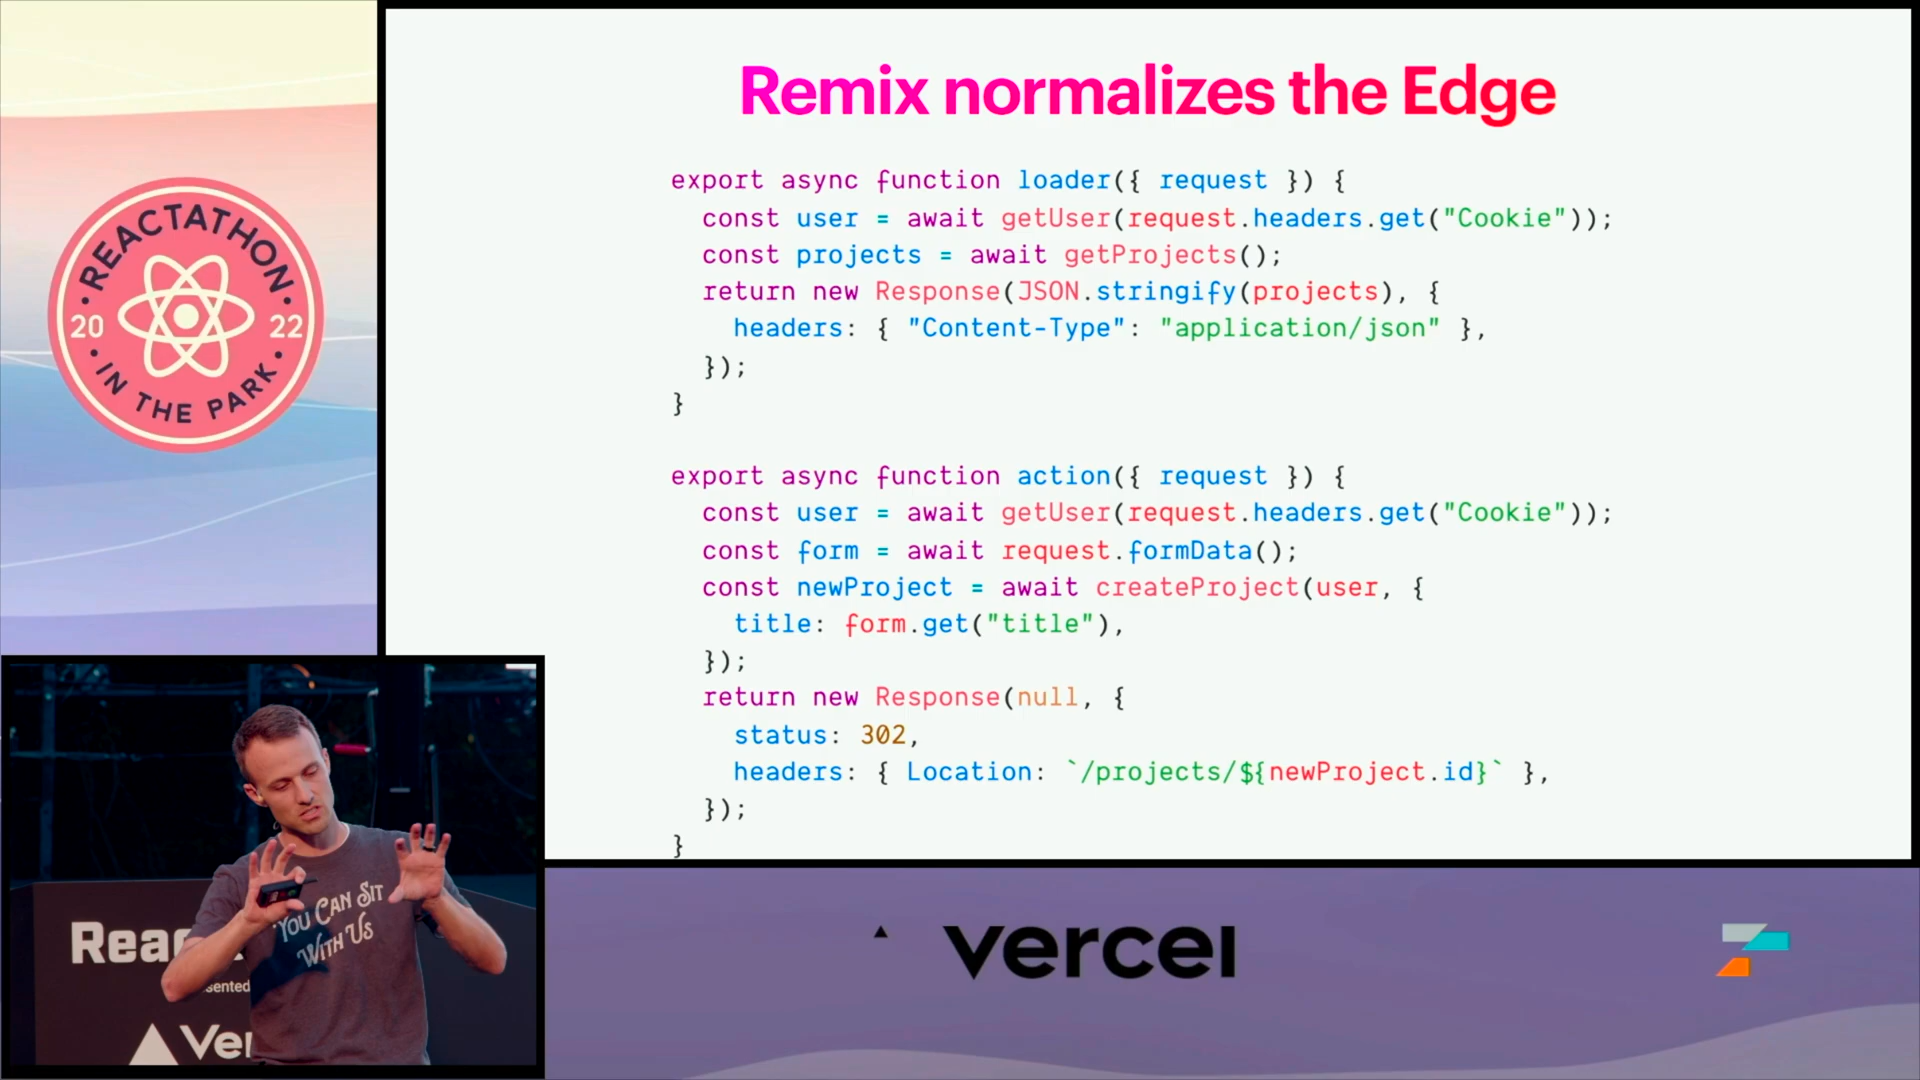 Remix normalizes the Edge
export async function loader({ request }) {
  const user = await getUser(request.headers.get("Cookie"));
  const projects = await getProjects();
  return new Response(JSON.stringify(projects), {
    headers: { "Content-Type": "application/json" },
  });
}
export async function action({ request }) {
  const user = await getUser(request.headers.get("Cookie"));
  const form = await request.formData();
  const newProject = await createProject(user, {
    title: form.get("title"),
  });
  return new Response(null, {
    status: 302,
    headers: { Location: `/projects/${newProject.id}` },
  });
}
REACTATHON
20 22
IN THE PARK
YOU CAN SIT
WITH US
Reac
sented
Ver
Vercel